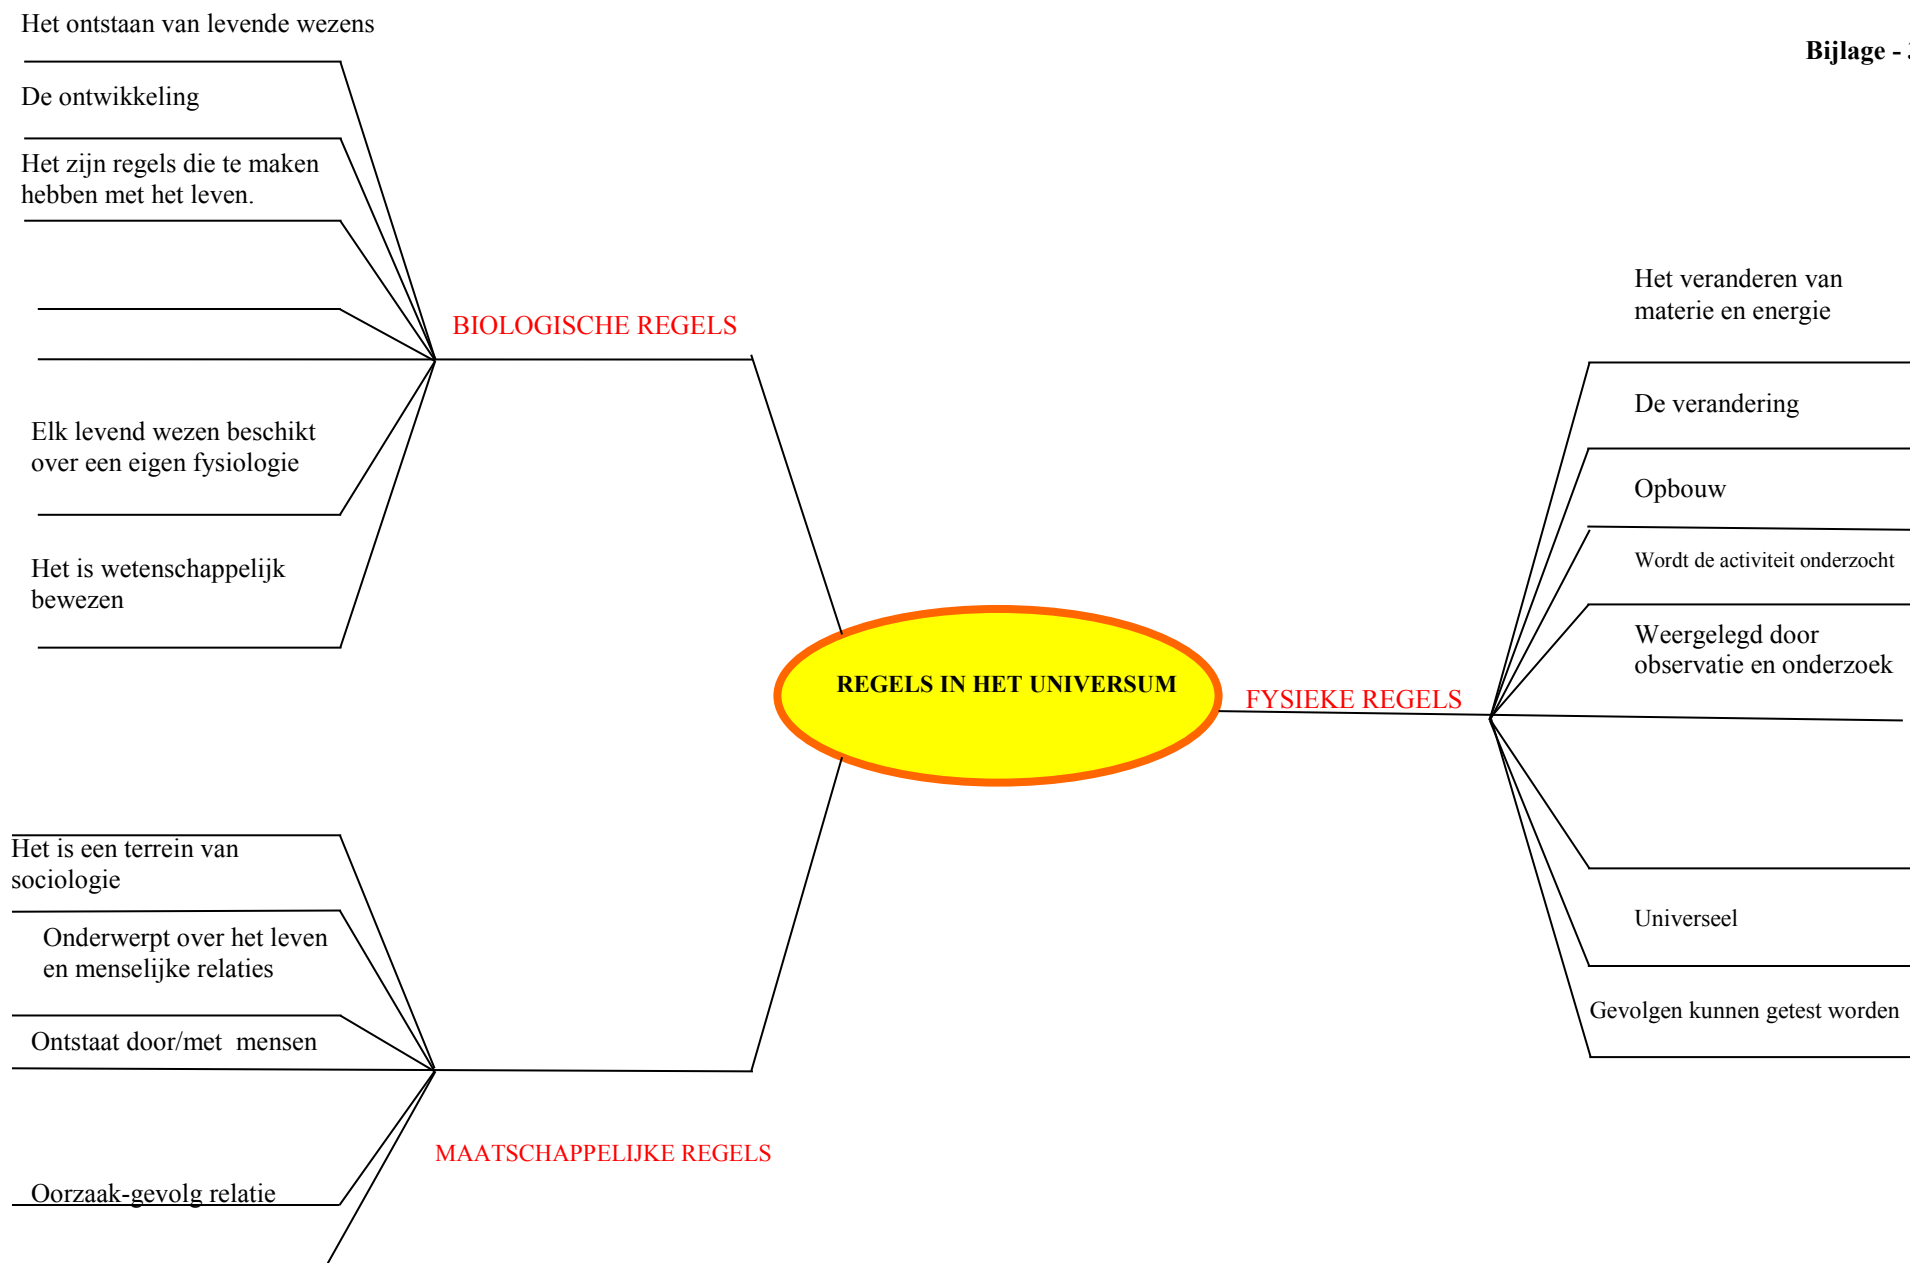 Het ontstaan van levende wezens
Bijlage -
De ontwikkeling
Het zijn regels die te maken
hebben met het leven.
BIOLOGISCHE REGELS
Elk levend wezen beschikt
over een eigen fysiologie
Het is wetenschappelijk
bewezen
Het veranderen van
materie en energie
De verandering
Opbouw
Wordt de activiteit onderzocht
Weergelegd door
observatie en onderzoek
REGELS IN HET UNIVERSUM
FYSIEKE REGELS
Universeel
Gevolgen kunnen getest worden
Het is een terrein van
sociologie
Onderwerpt over het leven
en menselijke relaties
Ontstaat door/met  mensen
MAATSCHAPPELIJKE REGELS
Oorzaak-gevolg relatie